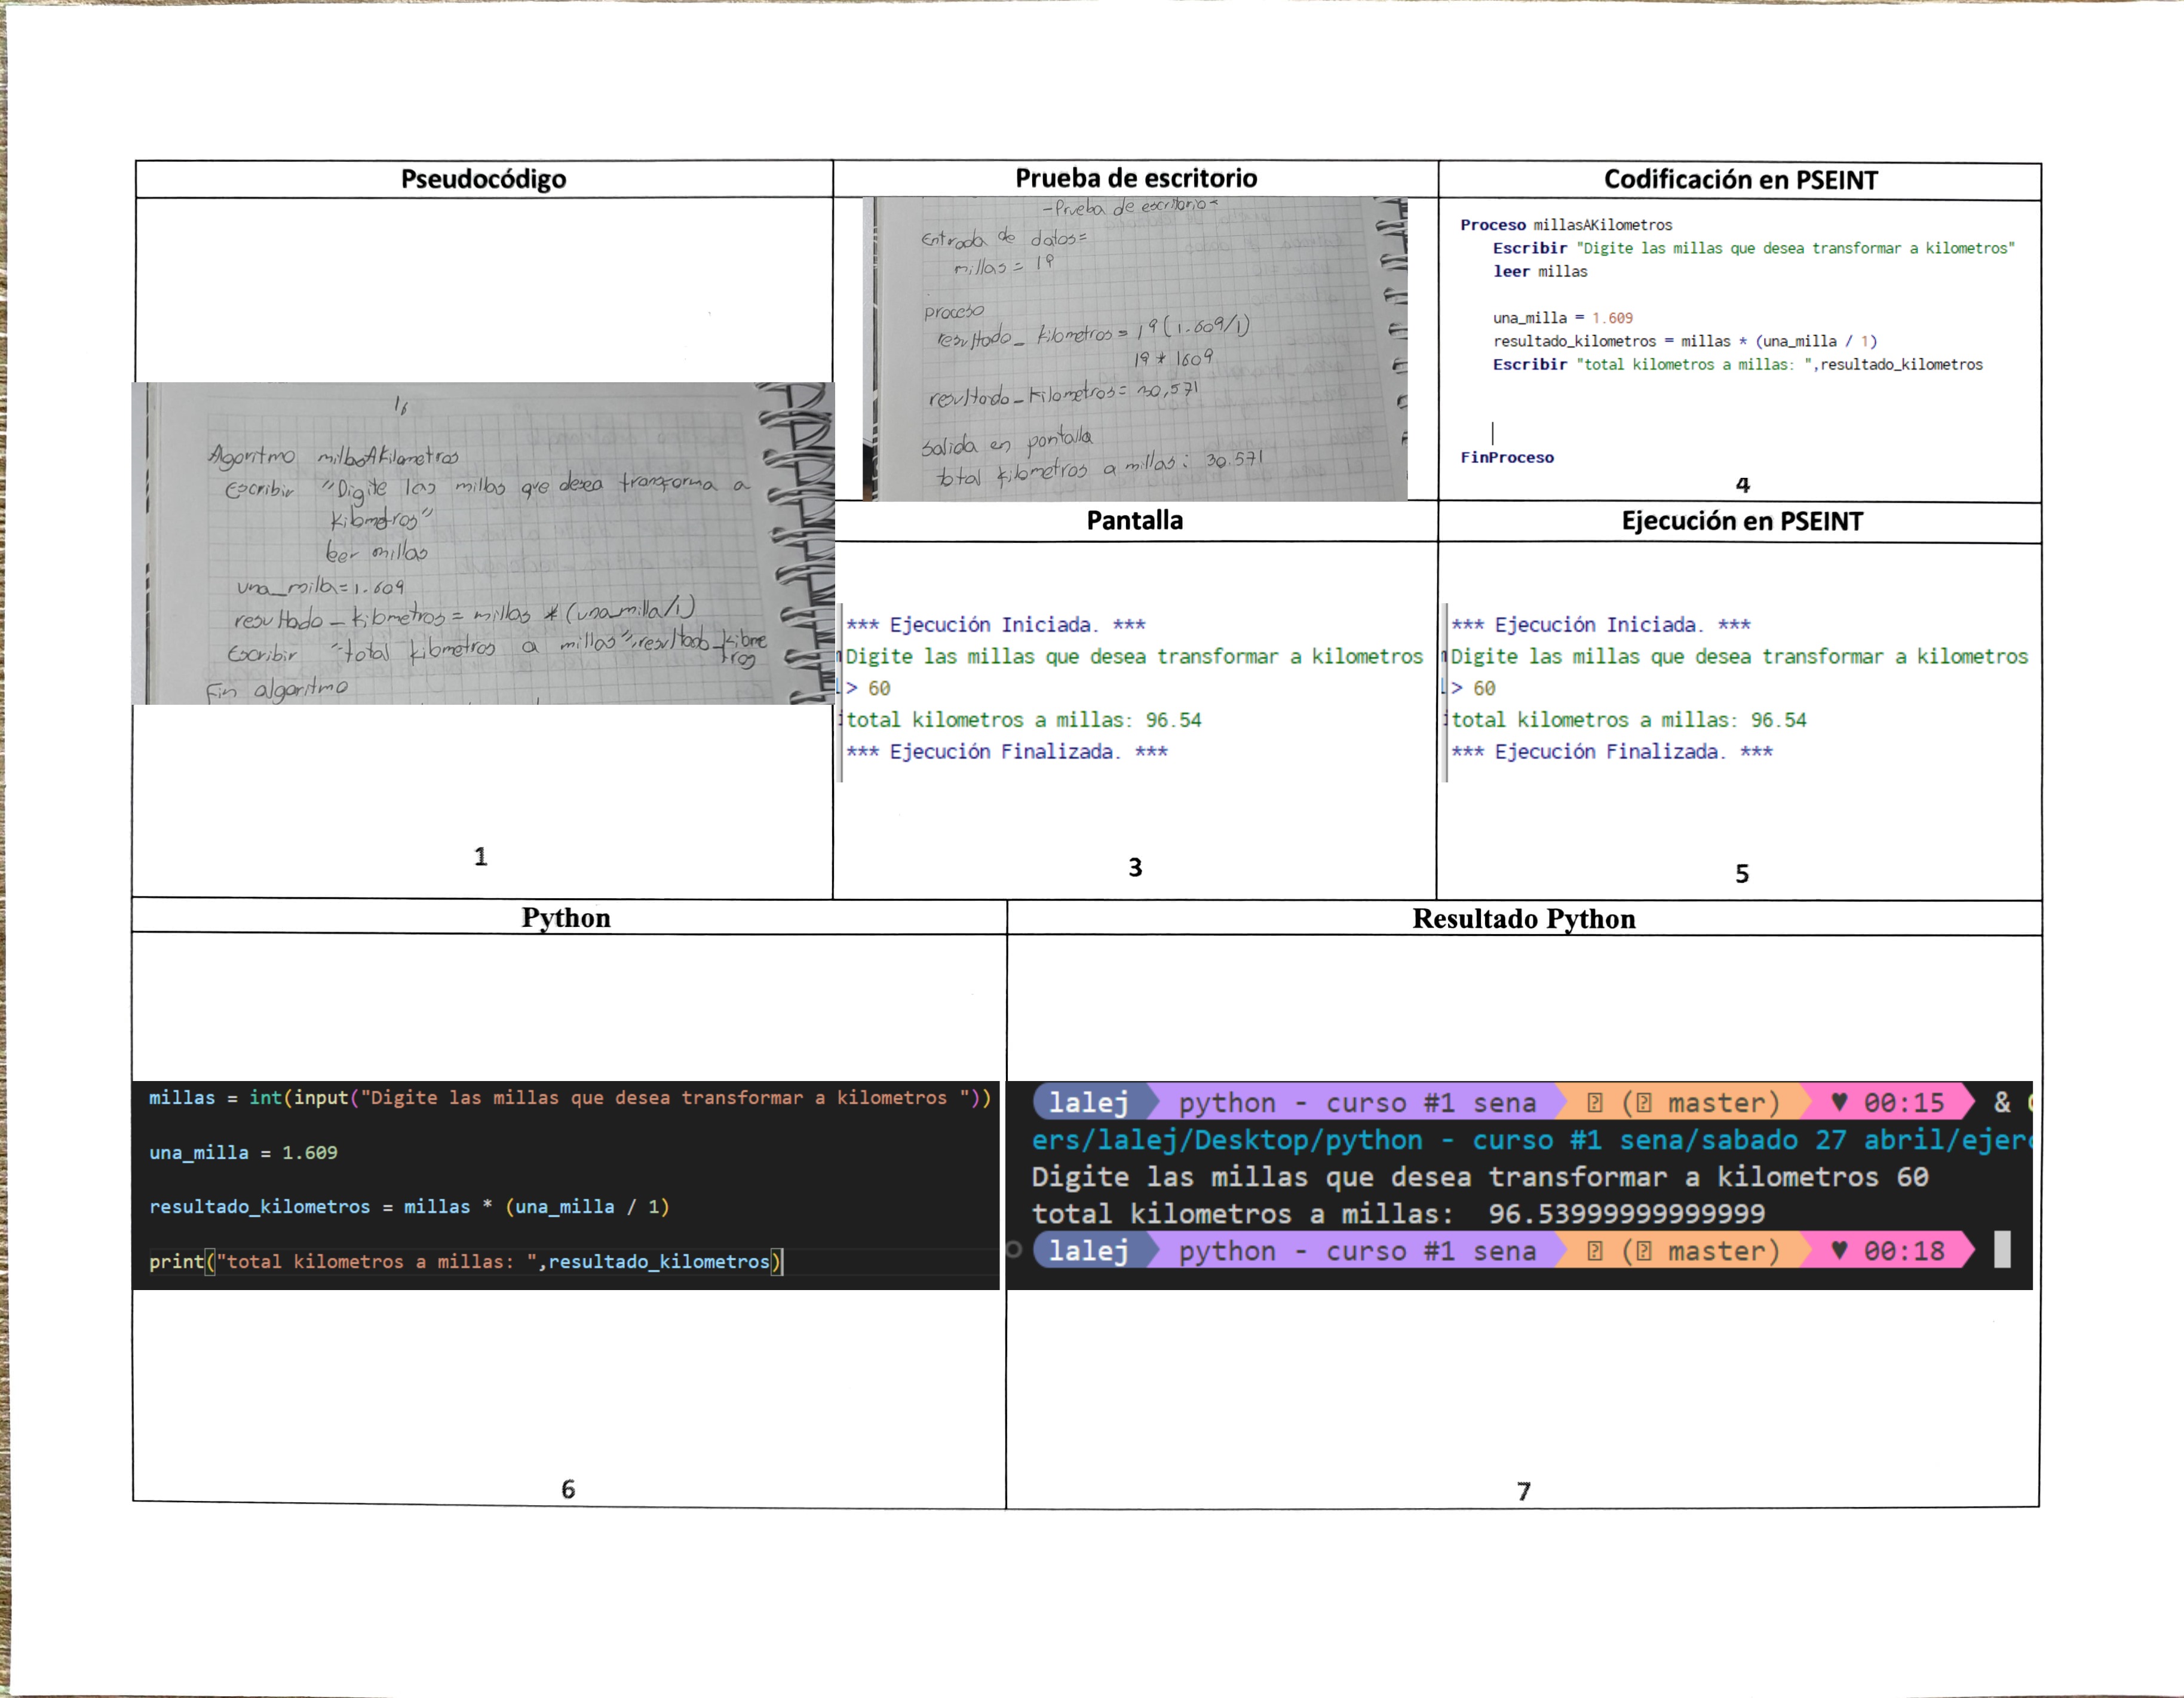 Pseudocódigo
16
Algoritmo millasAKilometros
Escribir "Digite las millas que desea transforma a
kilometros"
leer millas
una_milla=1.609
resultado_kilometros = millas * (una milla/1)
Escribir "total kilometros a millas",resultado_kilome
tros
Fin algoritmo
1
Prueba de escritorio
-Prueba de escritorio-
Entrada de datos=
millas = 19
proceso
resultado_kilometros = 19(1.609/1)
19 * 1609
resultado_kilometros= 30,571
Salida en pantalla
total kilometros a millas: 30.571
Pantalla
*** Ejecución Iniciada. ***
Digite las millas que desea transformar a kilometros
> 60
total kilometros a millas: 96.54
*** Ejecución Finalizada. ***
3
Codificación en PSEINT
Proceso millasAKilometros
Escribir "Digite las millas que desea transformar a kilometros"
leer millas
una_milla = 1.609
resultado_kilometros = millas * (una_milla / 1)
Escribir "total kilometros a millas: ",resultado_kilometros
FinProceso
4
Ejecución en PSEINT
*** Ejecución Iniciada. ***
Digite las millas que desea transformar a kilometros
> 60
total kilometros a millas: 96.54
*** Ejecución Finalizada. ***
5
Python
millas = int(input("Digite las millas que desea transformar a kilometros "))
una_milla = 1.609
resultado_kilometros = millas * (una_milla / 1)
print("total kilometros a millas: ",resultado_kilometros)
6
Resultado Python
lalej python - curso #1 sena (master) ♥ 00:15 &
ers/lalej/Desktop/python - curso #1 sena/sabado 27 abril/ejer
Digite las millas que desea transformar a kilometros 60
total kilometros a millas:  96.53999999999999
lalej python - curso #1 sena (master) ♥ 00:18
7